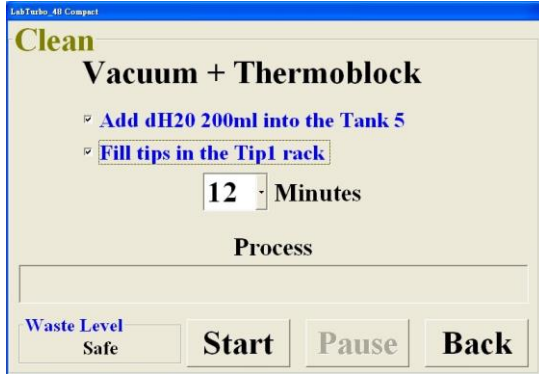 LabTurbo_48 Compact
Clean
Vacuum + Thermoblock
Add dH20 200ml into the Tank 5
Fill tips in the Tip1 rack
12 Minutes
Process
Waste Level
Safe
Start Pause Back